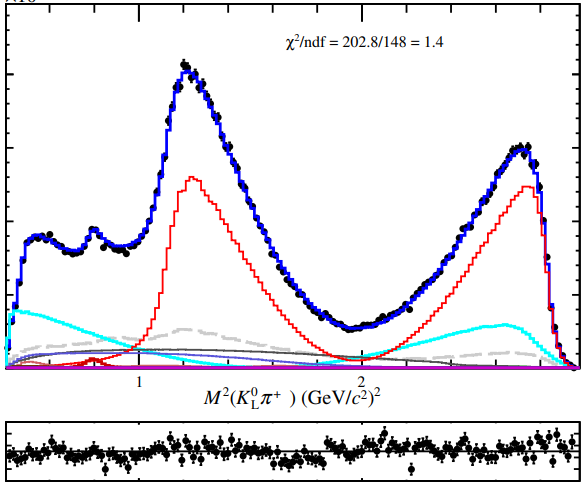 χ²/ndf = 202.8/148 = 1.4
1 2
M²(K⁰_L π⁺ ) (GeV/c²)²